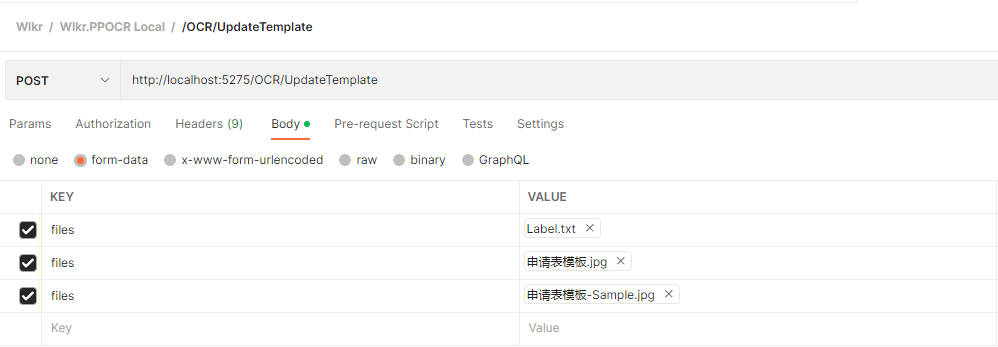 Wlkr / Wlkr.PPOCR Local / /OCR/UpdateTemplate
POST http://localhost:5275/OCR/UpdateTemplate
Params Authorization Headers (9) Body Pre-request Script Tests Settings
none form-data x-www-form-urlencoded raw binary GraphQL
KEY VALUE
files Label.txt ×
files 申请表模板.jpg ×
files 申请表模板-Sample.jpg ×
Key Value